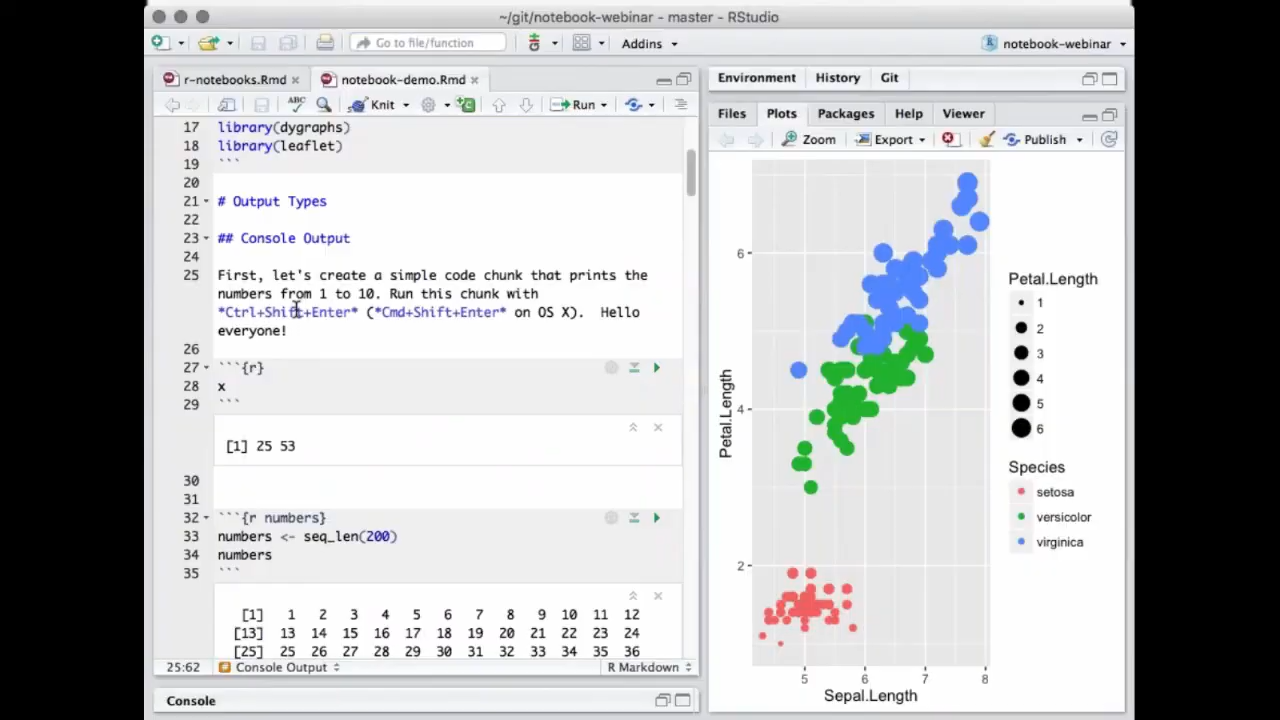 ~/git/notebook-webinar - master - RStudio
Go to file/function
Addins
notebook-webinar
r-notebooks.Rmd
notebook-demo.Rmd
ABC
Knit
Run
17 library(dygraphs)
18 library(leaflet)
19 ```
20
21 # Output Types
22
23 ## Console Output
24
25 First, let's create a simple code chunk that prints the
numbers from 1 to 10. Run this chunk with
*Ctrl+Shift+Enter* (*Cmd+Shift+Enter* on OS X).  Hello
everyone!
26
27 ```{r}
28 x
29 ```
[1] 25 53
30
31
32 ```{r numbers}
33 numbers <- seq_len(200)
34 numbers
35 ```
[1] 1 2 3 4 5 6 7 8 9 10 11 12
[13] 13 14 15 16 17 18 19 20 21 22 23 24
[25] 25 26 27 28 29 30 31 32 33 34 35 36
25:62 Console Output R Markdown
Console
Environment History Git
Files Plots Packages Help Viewer
Zoom Export Publish
Petal.Length
6
4
2
5 6 7 8
Sepal.Length
Petal.Length
1
2
3
4
5
6
Species
setosa
versicolor
virginica